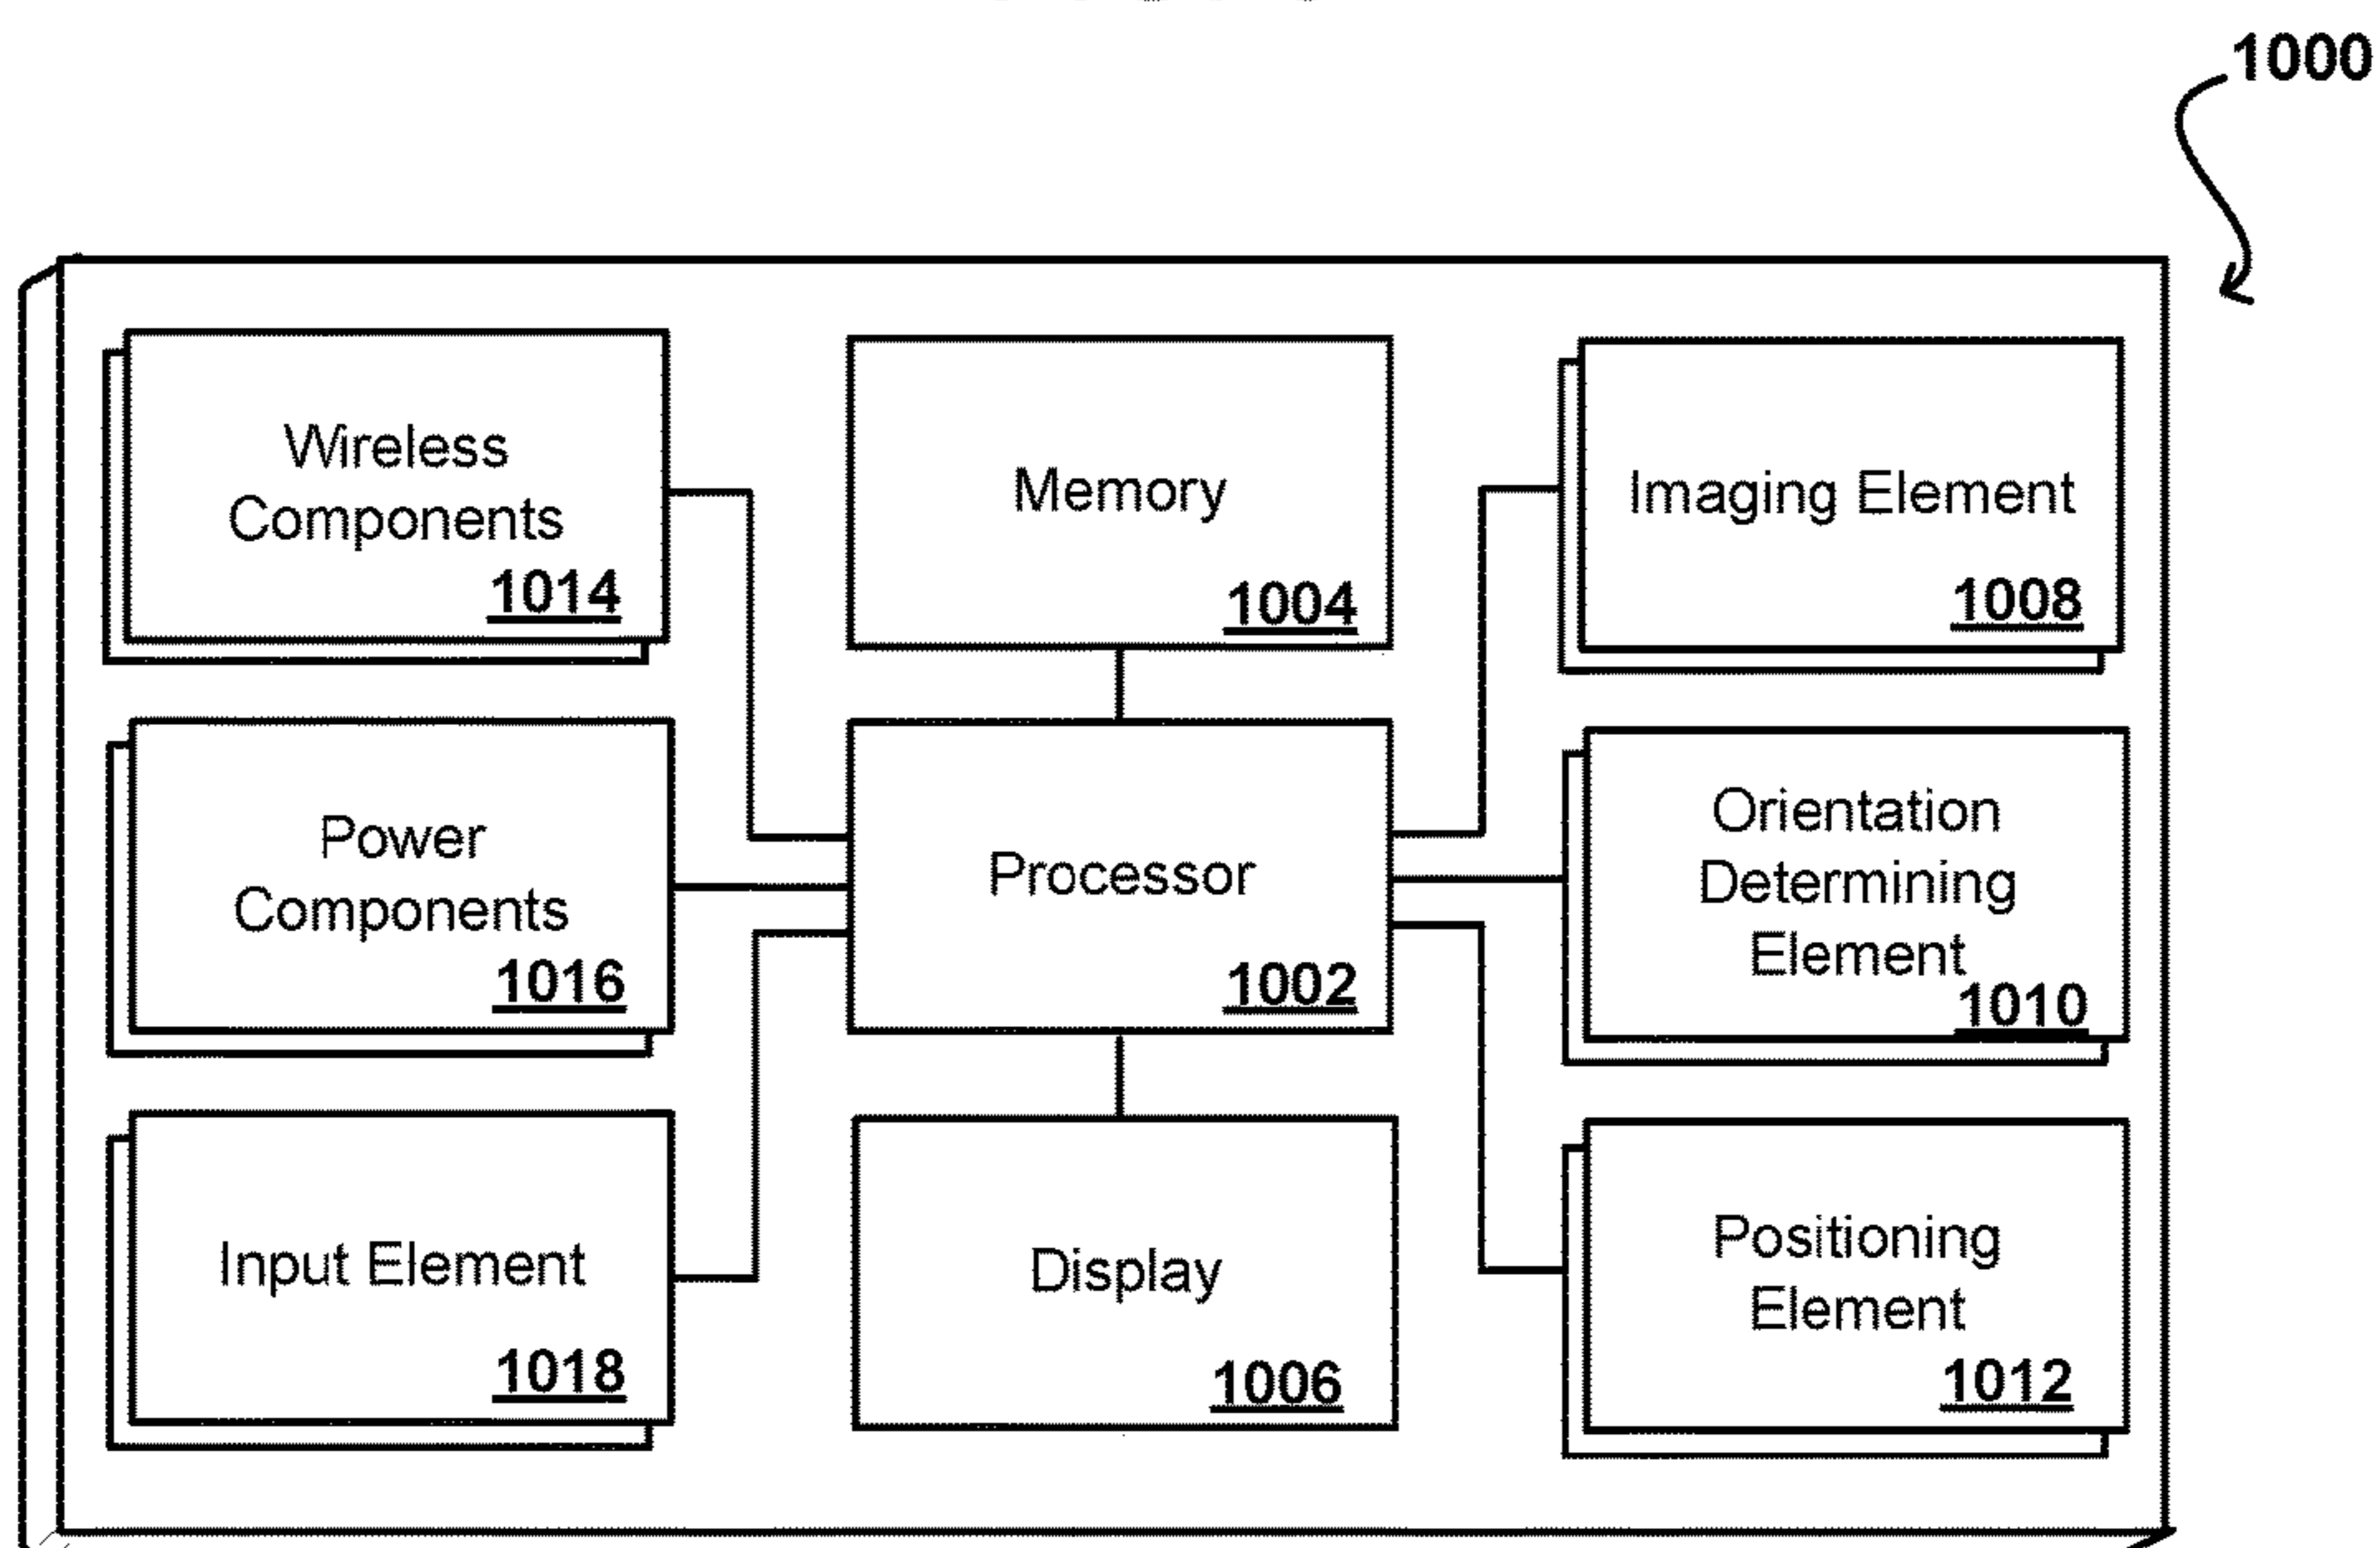 1000
Wireless
Components
1014
Memory
1004
Imaging Element
1008
Power
Components
1016
Processor
1002
Orientation
Determining
Element
1010
Input Element
1018
Display
1006
Positioning
Element
1012